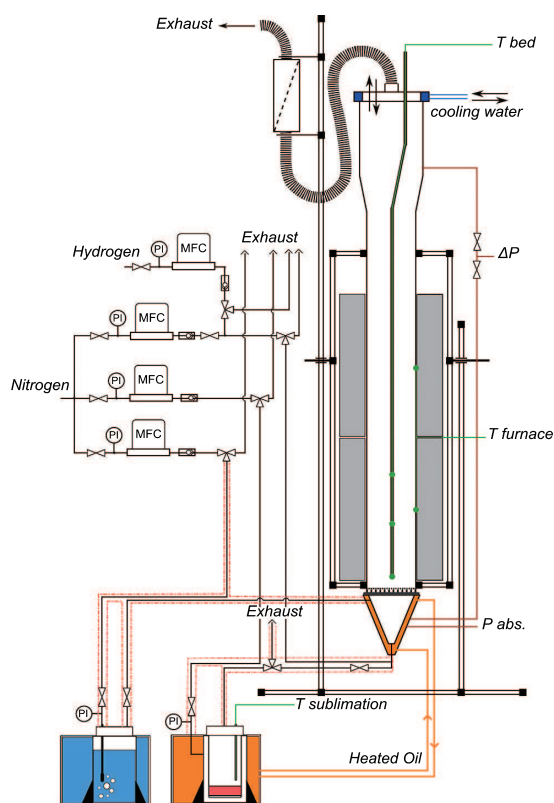 Exhaust
T bed
cooling water
Exhaust
MFC
PI
Hydrogen
ΔP
MFC
PI
MFC
PI
Nitrogen
MFC
PI
T furnace
Exhaust
P abs.
T sublimation
PI
PI
Heated Oil